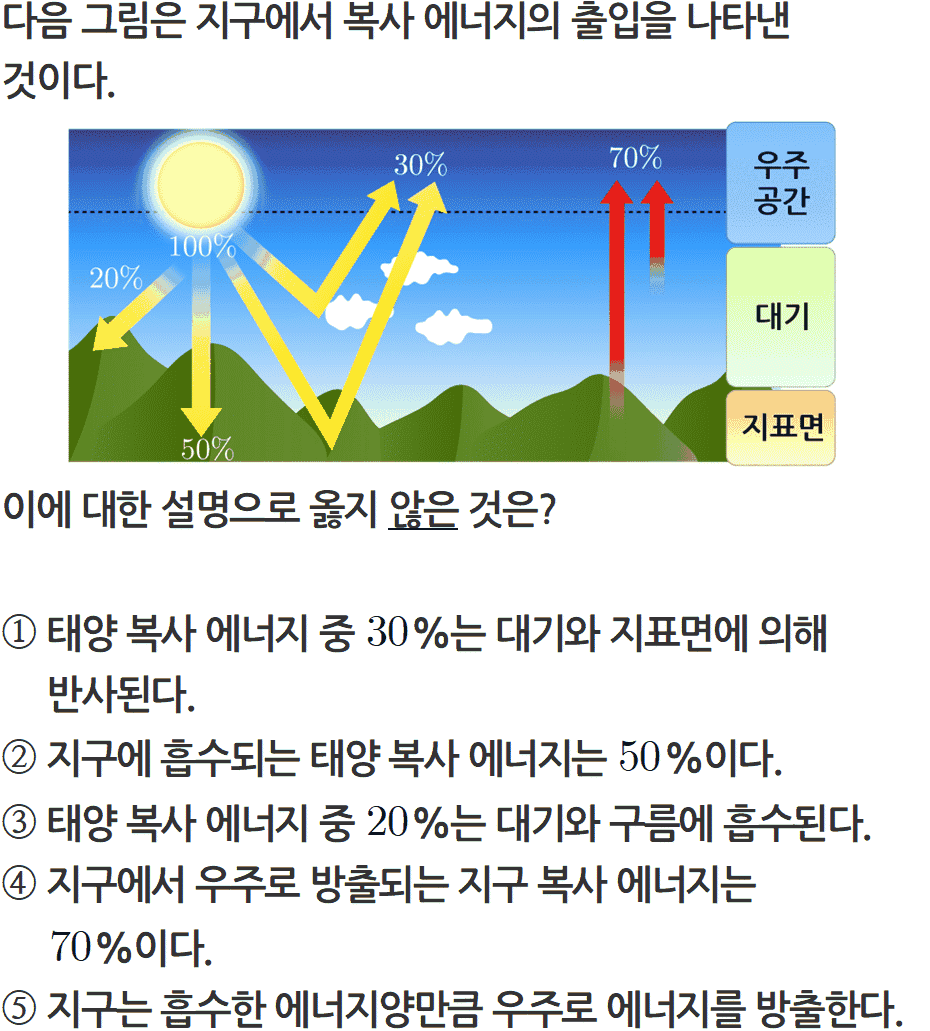 다음 그림은 지구에서 복사 에너지의 출입을 나타낸
것이다.
30%
70%
우주
공간
100%
20%
대기
지표면
50%
이에 대한 설명으로 옳지 않은 것은?
① 태양 복사 에너지 중 30%는 대기와 지표면에 의해
반사된다.
② 지구에 흡수되는 태양 복사 에너지는 50%이다.
③ 태양 복사 에너지 중 20%는 대기와 구름에 흡수된다.
④ 지구에서 우주로 방출되는 지구 복사 에너지는
70%이다.
⑤ 지구는 흡수한 에너지양만큼 우주로 에너지를 방출한다.